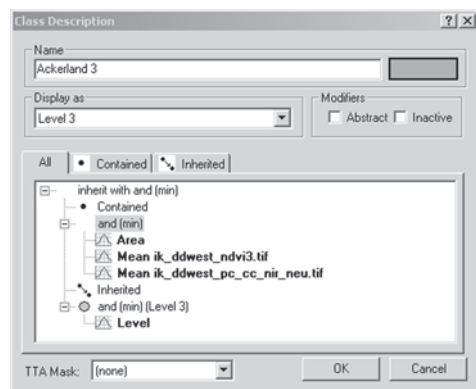 Class Description
Name
Ackerland 3
Display as
Level 3
Modifiers
Abstract
Inactive
All
Contained
Inherited
inherit with and (min)
Contained
and (min)
Area
Mean ik_ddwest_ndvi3.tif
Mean ik_ddwest_pc_cc_nir_neu.tif
Inherited
and (min) (Level 3)
Level
TTA Mask:
(none)
OK
Cancel